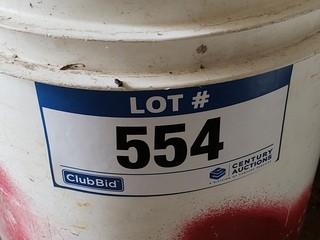 LOT #
554
ClubBid
CENTURY
AUCTIONS